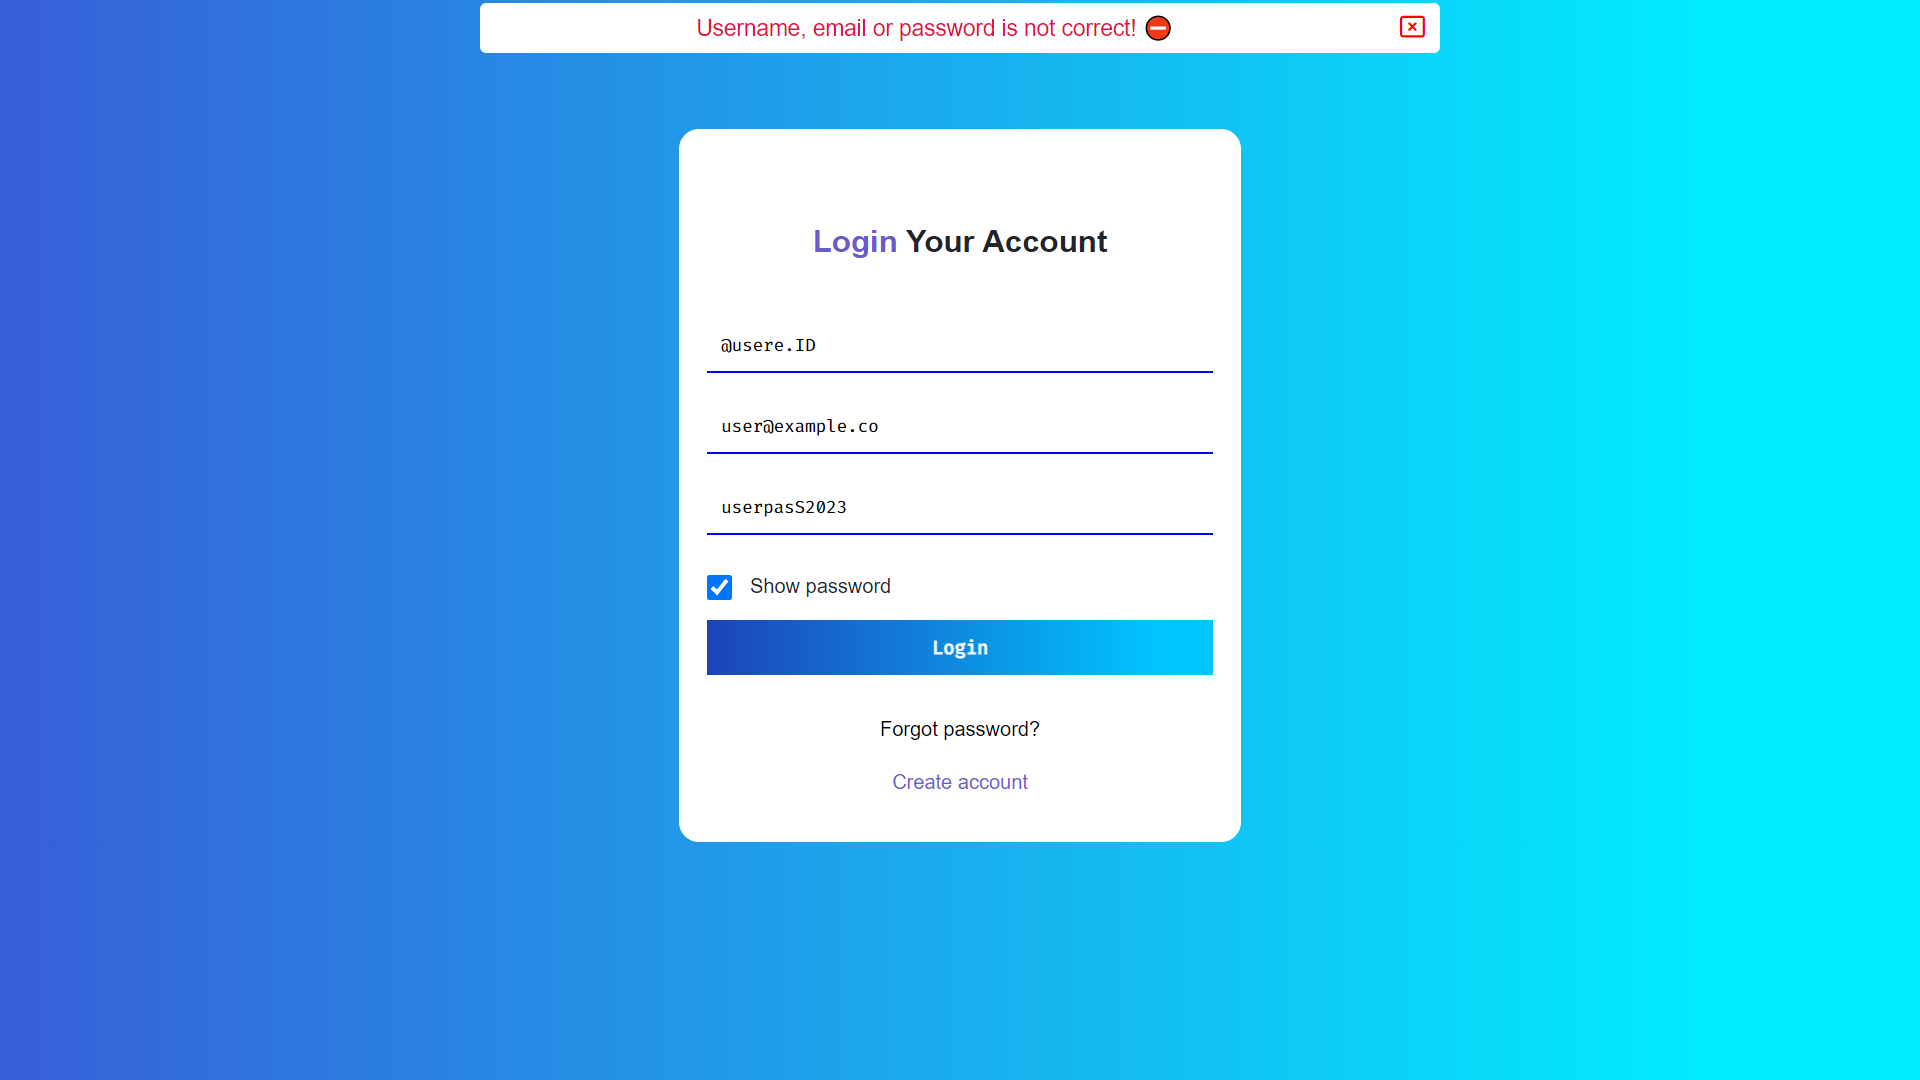 Username, email or password is not correct! ⛔
Login Your Account
@usere.ID
user@example.co
userpasS2023
Show password
Login
Forgot password?
Create account